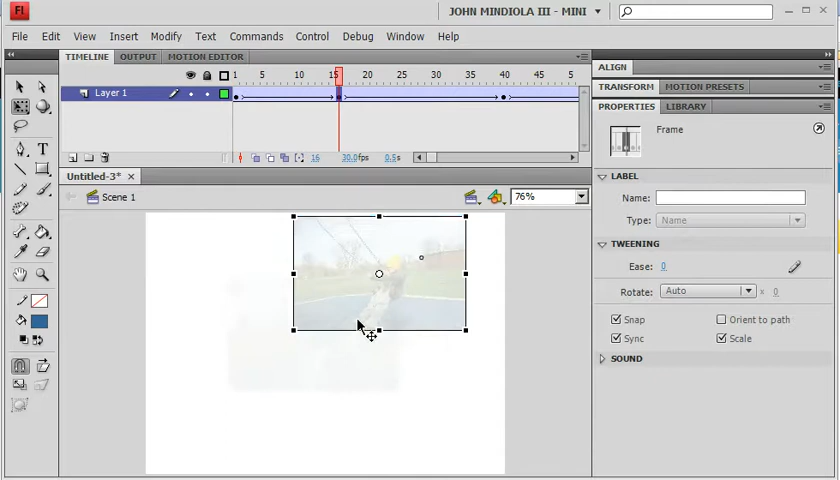 Fl
JOHN MINDIOLA III - MINI
File Edit View Insert Modify Text Commands Control Debug Window Help
TIMELINE OUTPUT MOTION EDITOR
1 5 10 15 20 25 30 35 40 45 5
Layer 1
16 30.0fps 0.5s
Untitled-3*
Scene 1
76%
ALIGN
TRANSFORM MOTION PRESETS
PROPERTIES LIBRARY
Frame
LABEL
Name:
Type: Name
TWEENING
Ease: 0
Rotate: Auto x 0
Snap Orient to path
Sync Scale
SOUND